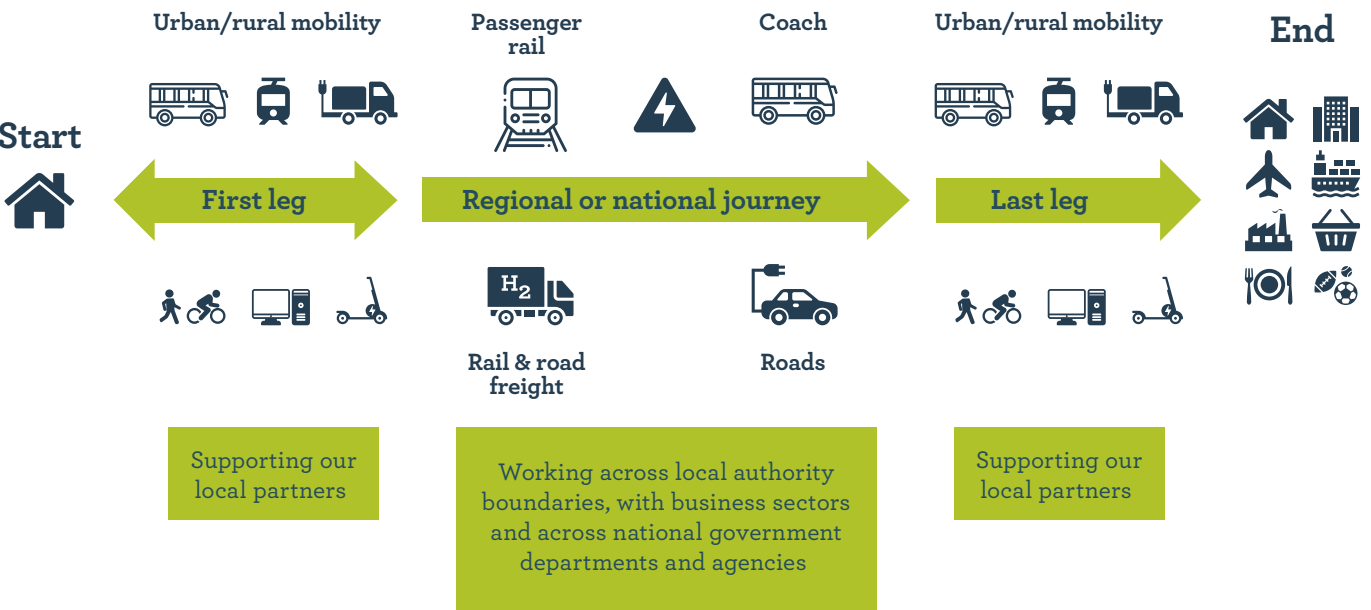 Urban/rural mobility
Passenger
rail
Coach
Urban/rural mobility
End
Start
First leg
Regional or national journey
Last leg
H2
Rail & road
freight
Roads
Supporting our
local partners
Working across local authority
boundaries, with business sectors
and across national government
departments and agencies
Supporting our
local partners